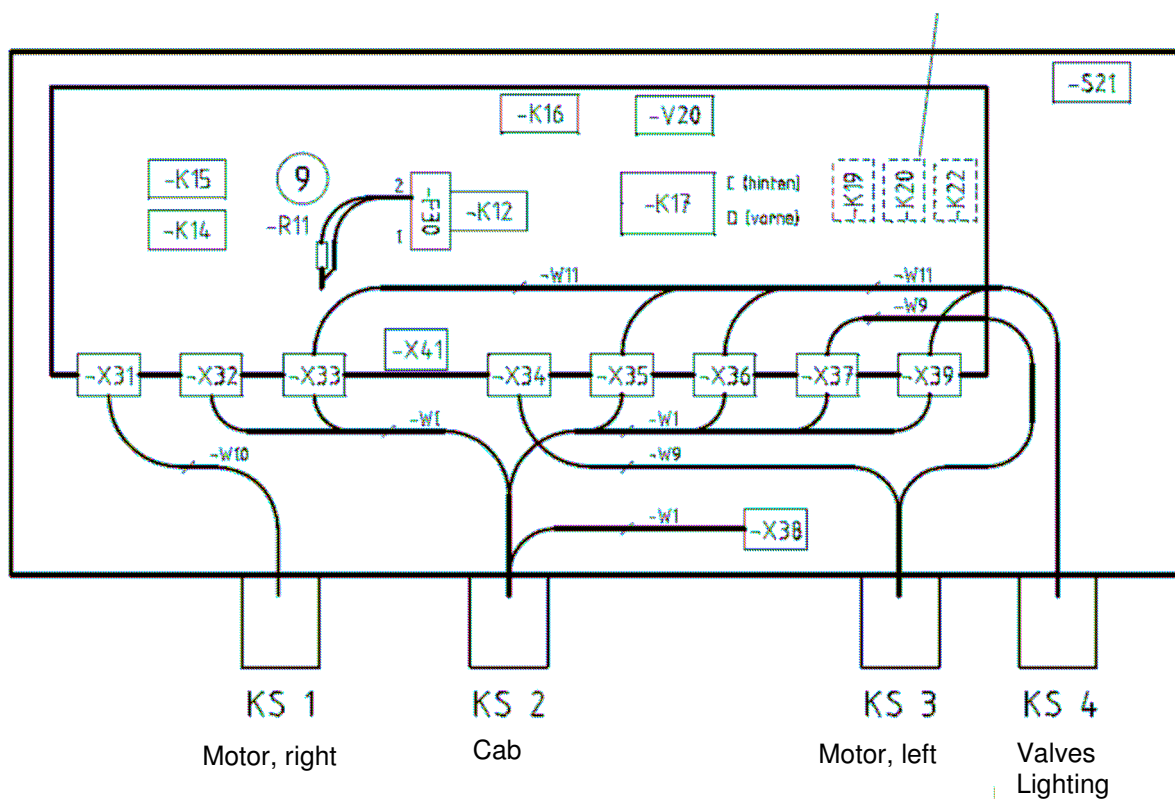 -S21
-K16
-V20
-K15
9
2
-F30
-K12
-K17
C (hinten)
D (vorne)
-K19
-K20
-K22
-K14
-R11
1
-W11
-W11
-W9
-X41
-X31
-X32
-X33
-X34
-X35
-X36
-X37
-X39
-W1
-W1
-W10
-W9
-W1
-X38
KS 1
KS 2
KS 3
KS 4
Motor, right
Cab
Motor, left
Valves
Lighting